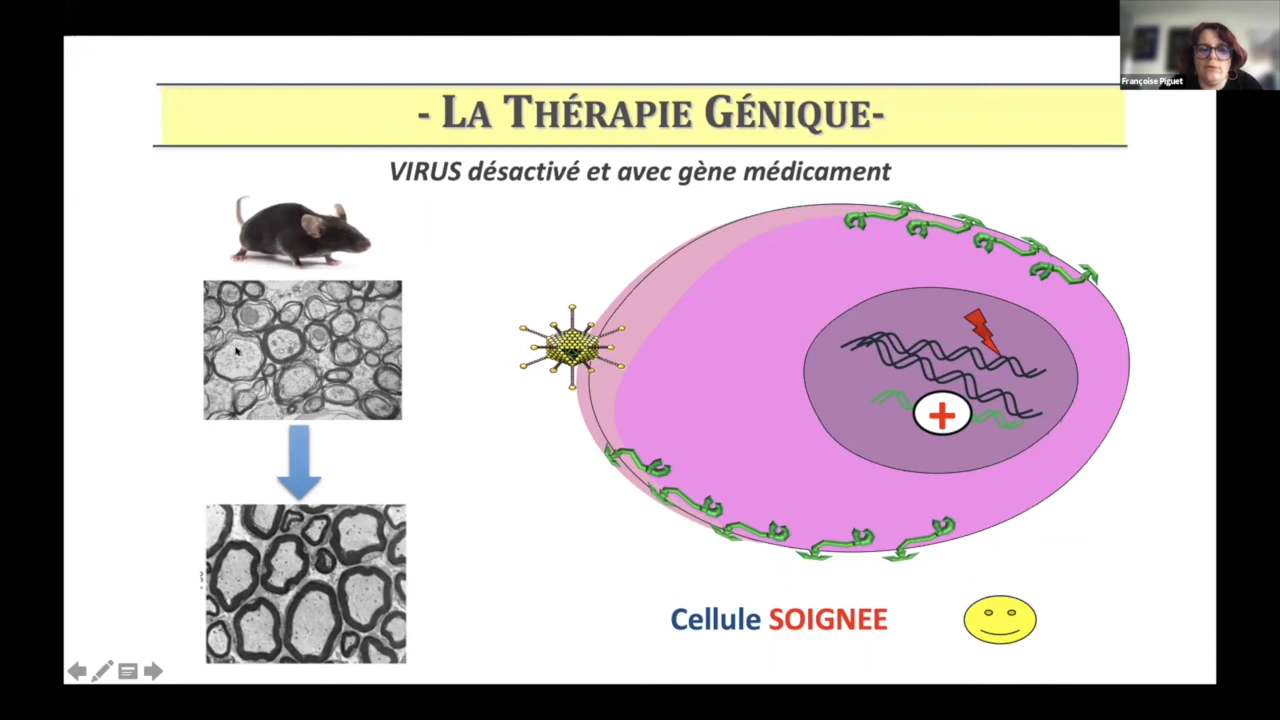 Françoise Piguet
- LA THÉRAPIE GÉNIQUE-
VIRUS désactivé et avec gène médicament
Cellule SOIGNEE